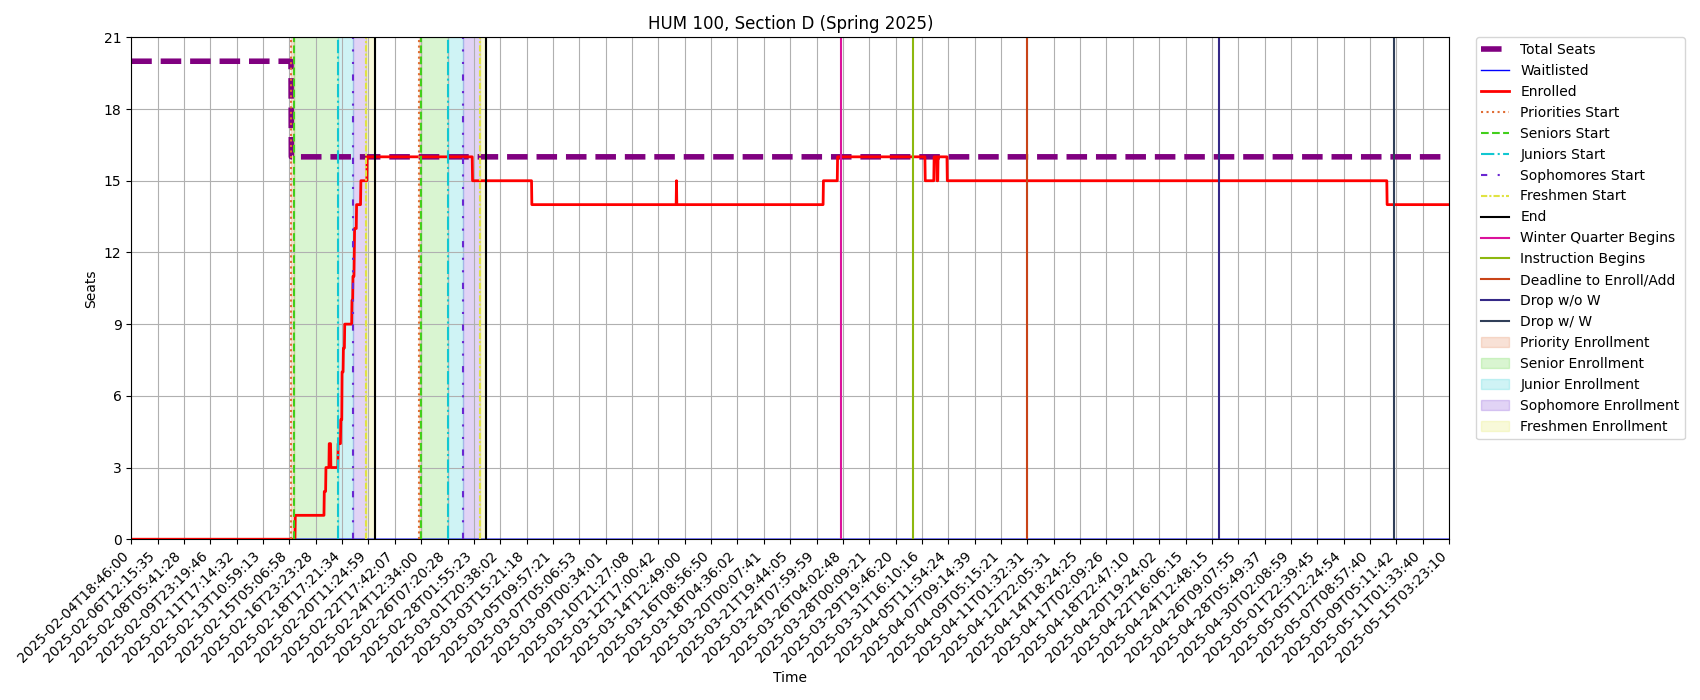 HUM 100, Section D (Spring 2025)
21
18
15
12
9
6
3
0
Seats
2025-02-04T18:46:00
2025-02-06T12:15:35
2025-02-08T05:41:28
2025-02-09T23:19:46
2025-02-11T17:14:32
2025-02-13T10:59:13
2025-02-15T05:06:58
2025-02-16T23:23:28
2025-02-18T17:21:34
2025-02-20T11:24:59
2025-02-22T17:42:07
2025-02-24T12:34:00
2025-02-26T07:20:28
2025-02-28T01:55:23
2025-03-01T20:38:02
2025-03-03T15:21:18
2025-03-05T09:57:21
2025-03-07T05:06:53
2025-03-09T00:34:01
2025-03-10T21:27:08
2025-03-12T17:00:42
2025-03-14T12:49:00
2025-03-16T08:56:50
2025-03-18T04:36:02
2025-03-20T00:07:41
2025-03-21T19:44:05
2025-03-24T07:59:59
2025-03-26T04:02:48
2025-03-28T00:09:21
2025-03-29T19:46:20
2025-03-31T16:10:16
2025-04-05T11:54:24
2025-04-07T09:14:39
2025-04-09T05:15:21
2025-04-11T01:32:31
2025-04-12T22:05:31
2025-04-14T18:24:25
2025-04-17T02:09:26
2025-04-18T22:47:10
2025-04-20T19:24:02
2025-04-22T16:06:15
2025-04-24T12:48:15
2025-04-26T09:07:55
2025-04-28T05:49:37
2025-04-30T02:08:59
2025-05-01T22:39:45
2025-05-05T12:24:54
2025-05-07T08:57:40
2025-05-09T05:11:42
2025-05-11T01:33:40
2025-05-15T03:23:10
Time
Total Seats
Waitlisted
Enrolled
Priorities Start
Seniors Start
Juniors Start
Sophomores Start
Freshmen Start
End
Winter Quarter Begins
Instruction Begins
Deadline to Enroll/Add
Drop w/o W
Drop w/ W
Priority Enrollment
Senior Enrollment
Junior Enrollment
Sophomore Enrollment
Freshmen Enrollment